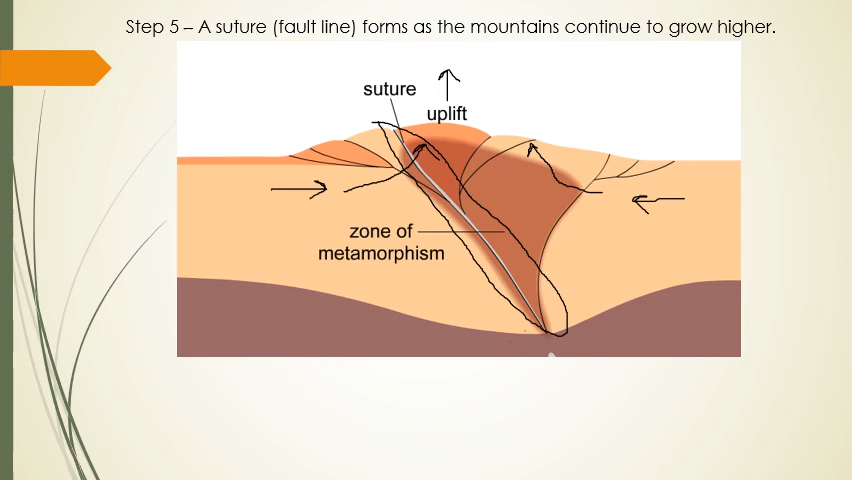 Step 5 – A suture (fault line) forms as the mountains continue to grow higher.
suture
uplift
zone of
metamorphism